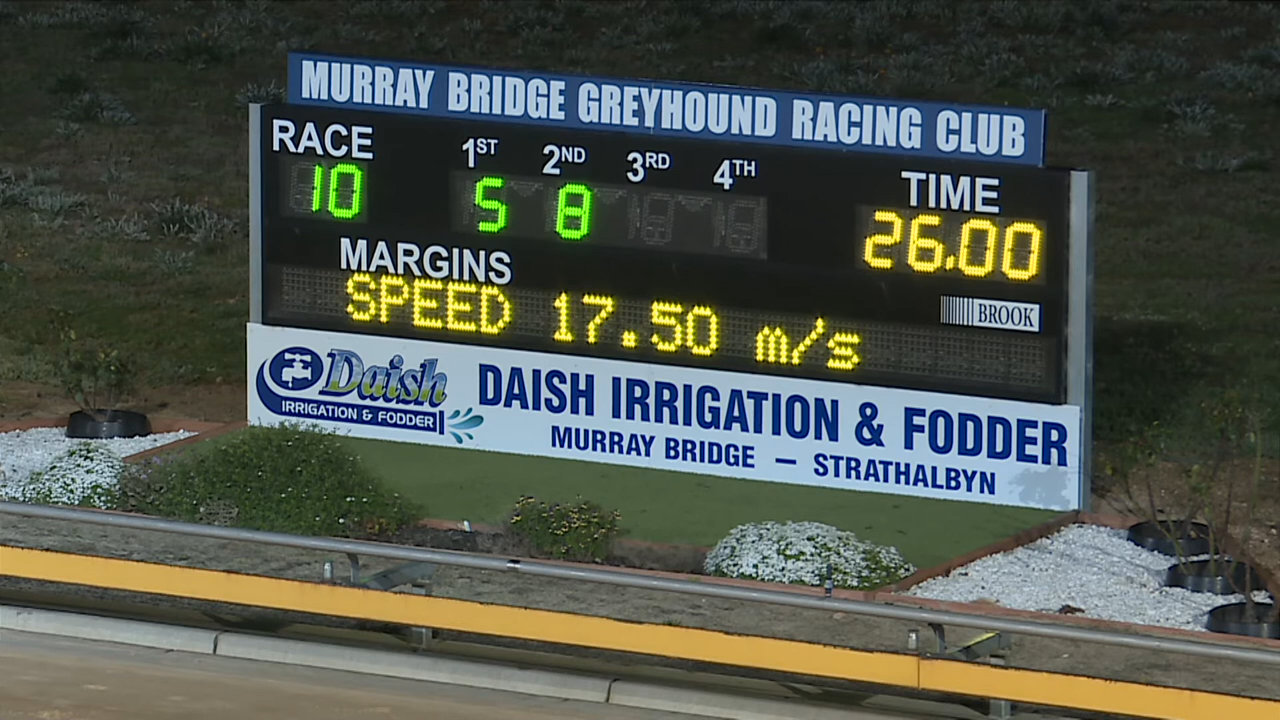 MURRAY BRIDGE GREYHOUND RACING CLUB
RACE 1ST 2ND 3RD 4TH TIME
10 5 8 26.00
MARGINS
SPEED 17.50 m/s
BROOK
Daish
IRRIGATION & FODDER
DAISH IRRIGATION & FODDER
MURRAY BRIDGE — STRATHALBYN